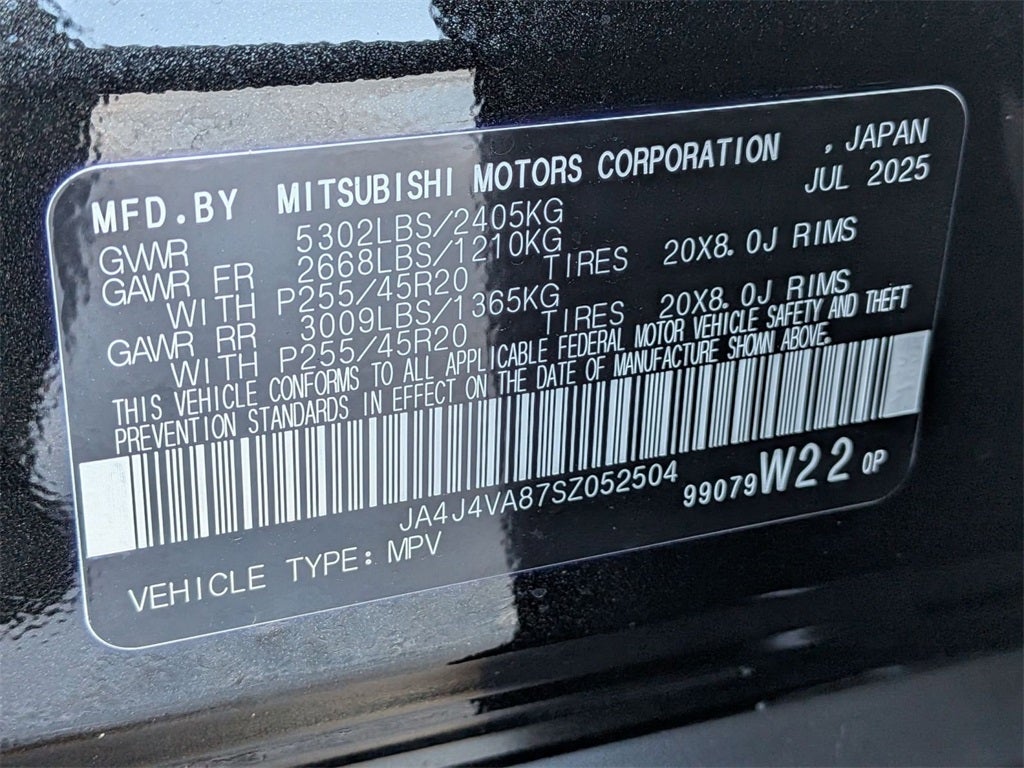 MFD.BY MITSUBISHI MOTORS CORPORATION , JAPAN
JUL 2025
GVWR 5302LBS/2405KG
GAWR FR 2668LBS/1210KG
WITH P255/45R20 TIRES 20X8.0J RIMS
GAWR RR 3009LBS/1365KG
WITH P255/45R20 TIRES 20X8.0J RIMS
THIS VEHICLE CONFORMS TO ALL APPLICABLE FEDERAL MOTOR VEHICLE SAFETY AND THEFT
PREVENTION STANDARDS IN EFFECT ON THE DATE OF MANUFACTURE SHOWN ABOVE.
JA4J4VA87SZ052504 99079W22 0P
VEHICLE TYPE: MPV